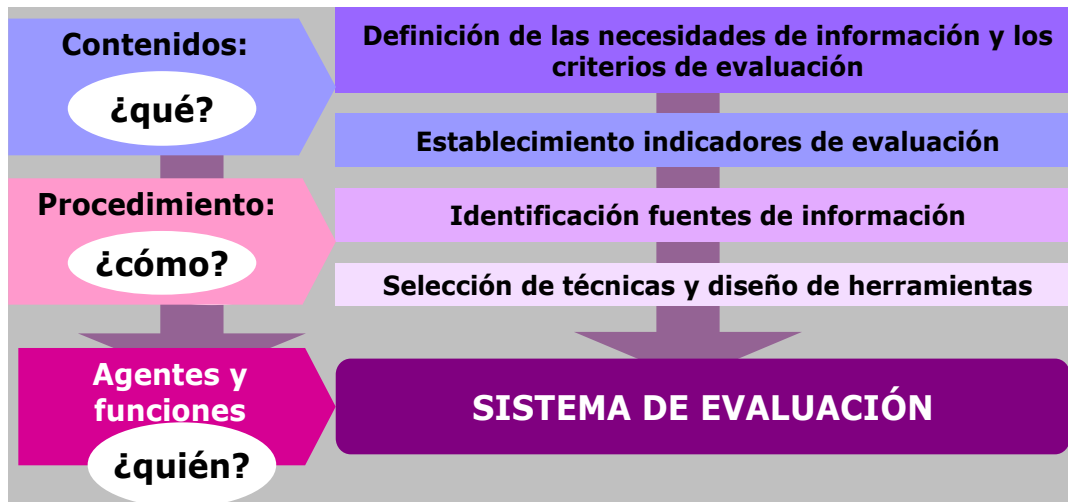 Contenidos:
¿qué?
Definición de las necesidades de información y los
criterios de evaluación
Establecimiento indicadores de evaluación
Procedimiento:
¿cómo?
Identificación fuentes de información
Selección de técnicas y diseño de herramientas
Agentes y
funciones
¿quién?
SISTEMA DE EVALUACIÓN